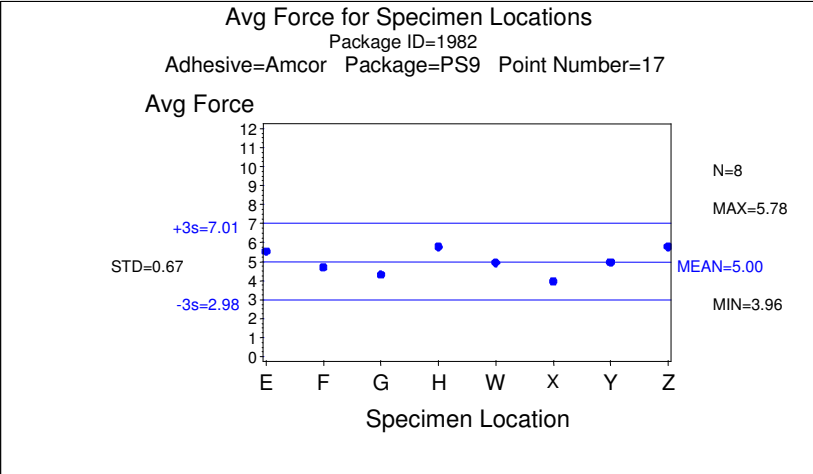 Avg Force for Specimen Locations
Package ID=1982
Adhesive=Amcor Package=PS9 Point Number=17
Avg Force
12
11
10
9
8
7
6
5
4
3
2
1
0
+3s=7.01
STD=0.67
-3s=2.98
N=8
MAX=5.78
MEAN=5.00
MIN=3.96
E F G H W X Y Z
Specimen Location